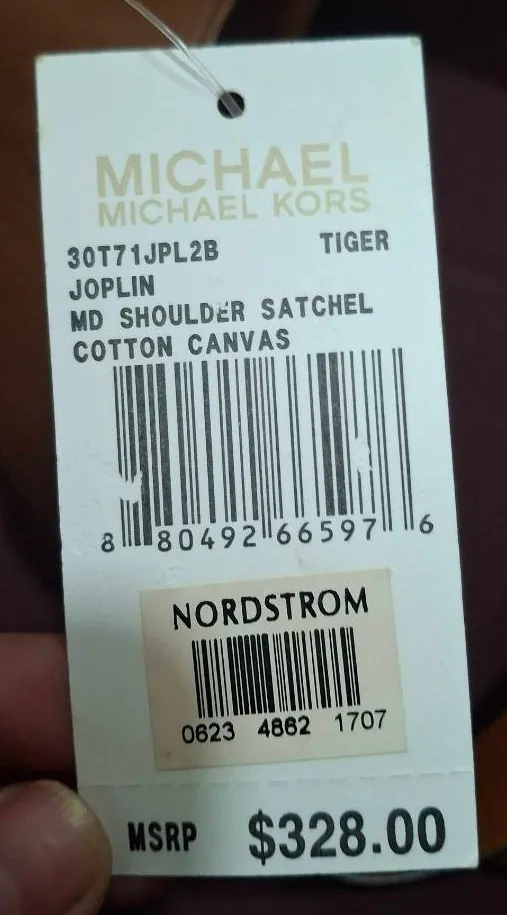 MICHAEL
MICHAEL KORS
30T71JPL2B TIGER
JOPLIN
MD SHOULDER SATCHEL
COTTON CANVAS
8 80492 66597 6
NORDSTROM
0623 4862 1707
MSRP $328.00